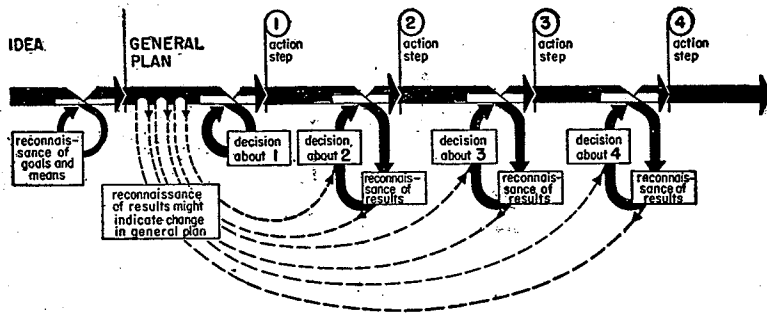 IDEA
GENERAL
PLAN
1
action
step
2
action
step
3
action
step
4
action
step
reconnais-
sance of
goals and
means
decision
about 1
decision
about 2
decision
about 3
decision
about 4
reconnais-
sance of
results
reconnais-
sance of
results
reconnais-
sance of
results
reconnaissance
of results might
indicate change
in general plan